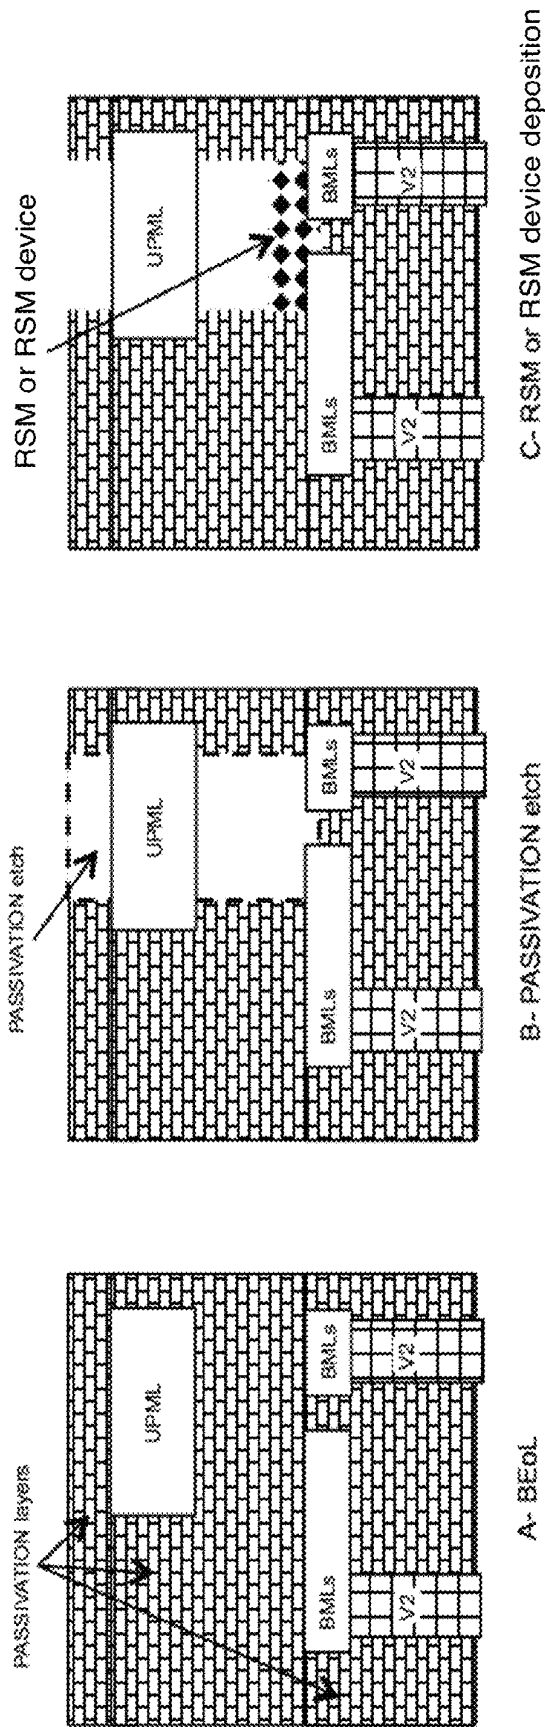 PASSIVATION layers
UPML
BMLs
BMLs
V2
V2
A- BEoL
PASSIVATION etch
UPML
BMLs
BMLs
V2
V2
B- PASSIVATION etch
RSM or RSM device
UPML
BMLs
BMLs
V2
V2
C- RSM or RSM device deposition